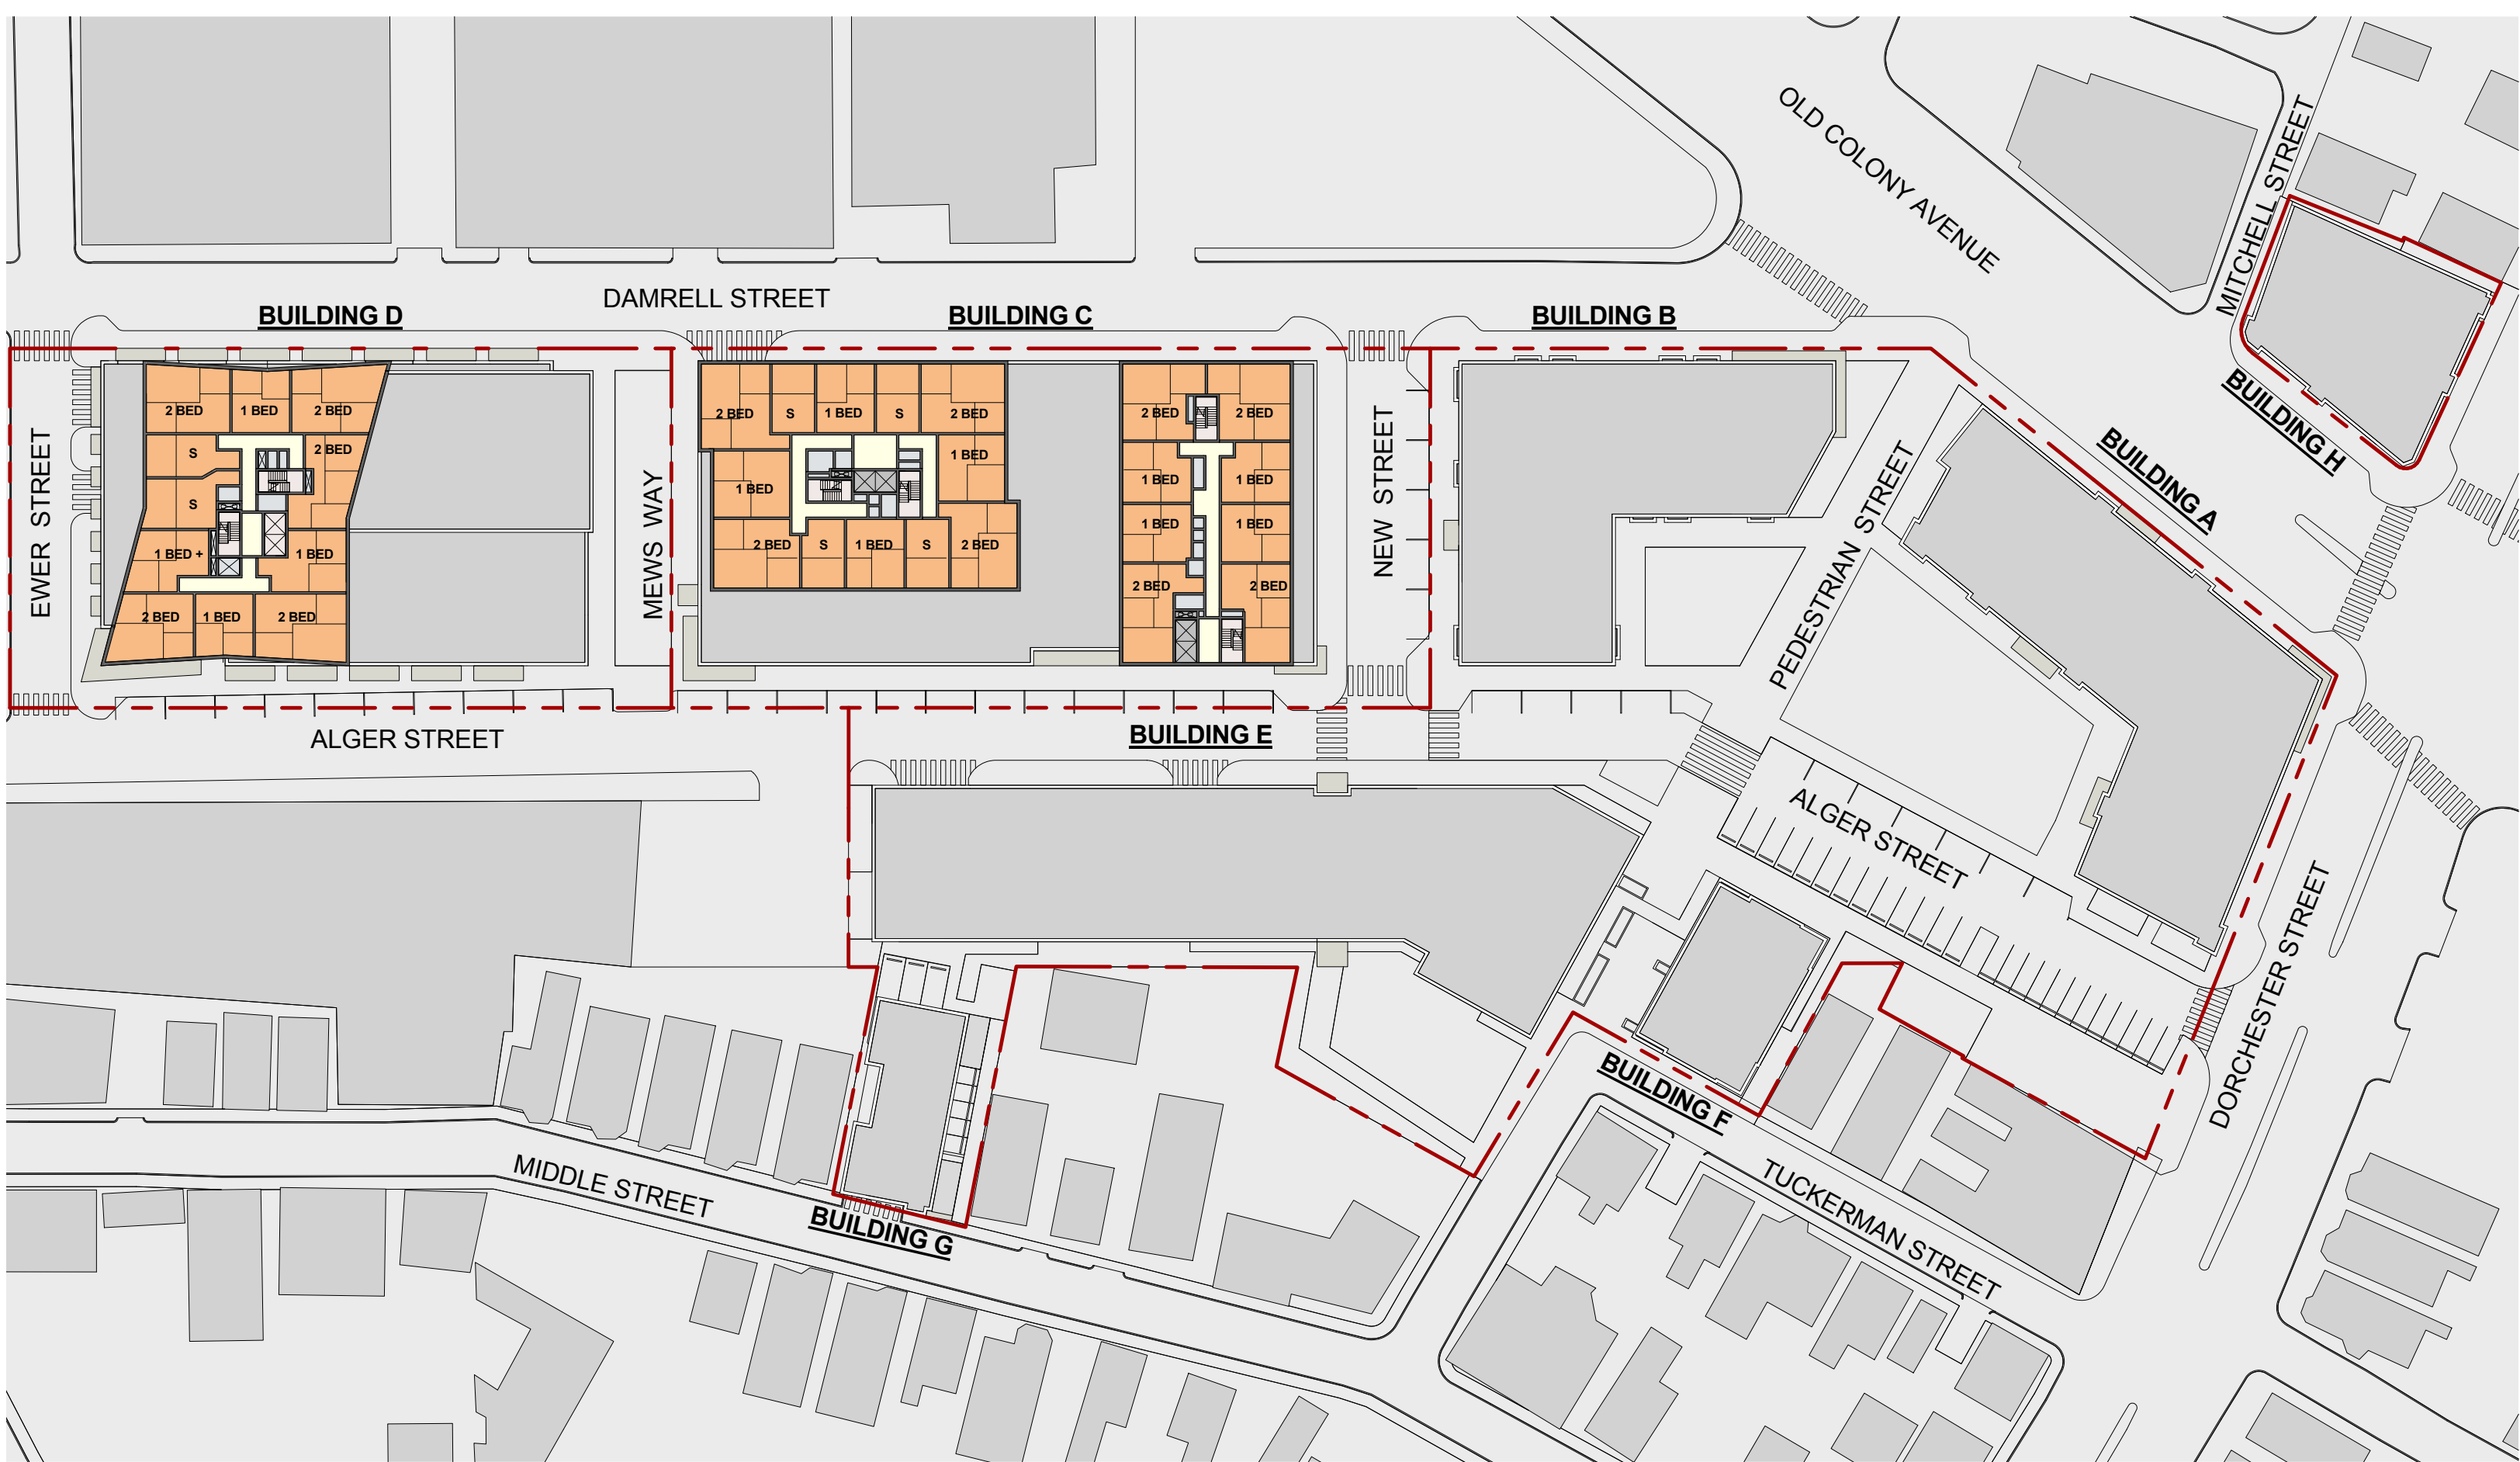 OLD COLONY AVENUE
MITCHELL STREET
DAMRELL STREET
BUILDING D
BUILDING C
BUILDING B
BUILDING H
BUILDING A
2 BED
1 BED
2 BED
S
2 BED
S
1 BED +
1 BED
2 BED
1 BED
2 BED
2 BED
S
1 BED
S
2 BED
1 BED
1 BED
2 BED
S
1 BED
S
2 BED
2 BED
2 BED
1 BED
1 BED
1 BED
1 BED
2 BED
2 BED
EWER STREET
MEWS WAY
NEW STREET
PEDESTRIAN STREET
ALGER STREET
BUILDING E
ALGER STREET
DORCHESTER STREET
BUILDING F
TUCKERMAN STREET
MIDDLE STREET
BUILDING G